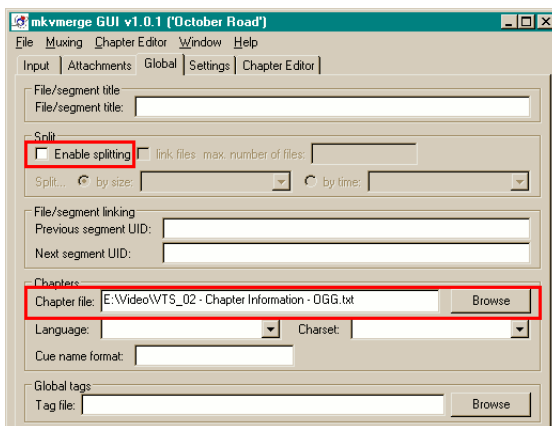 mkvmerge GUI v1.0.1 ('October Road')
File Muxing Chapter Editor Window Help
Input Attachments Global Settings Chapter Editor
File/segment title
File/segment title:
Split
Enable splitting link files max. number of files:
Split... by size: by time:
File/segment linking
Previous segment UID:
Next segment UID:
Chapters
Chapter file: E:\Video\VTS_02 - Chapter Information - OGG.txt Browse
Language: Charset:
Cue name format:
Global tags
Tag file: Browse